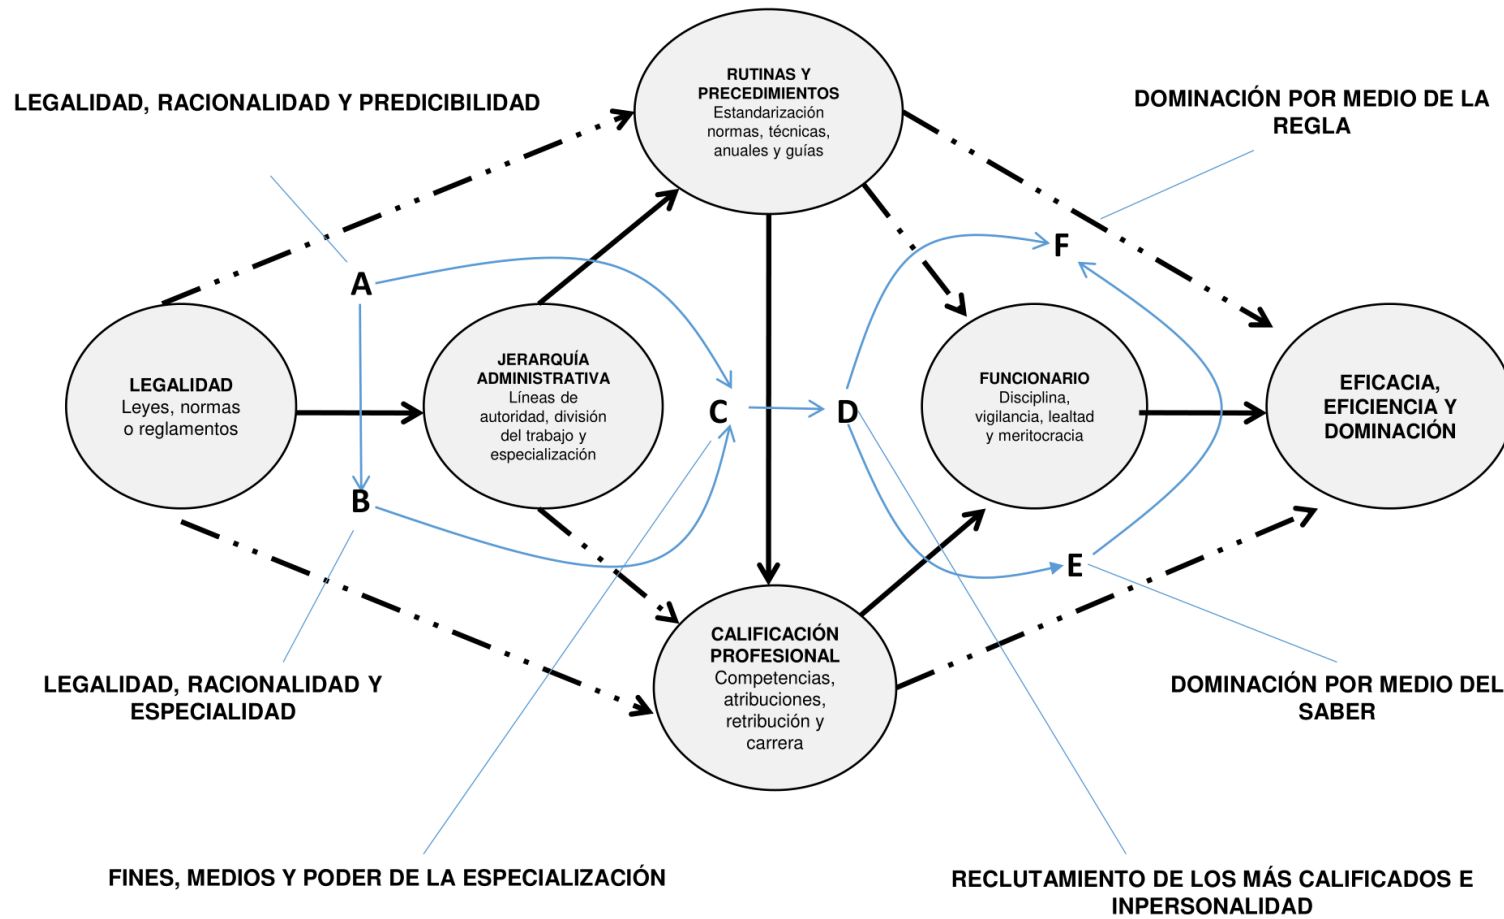 RUTINAS Y
PRECEDIMIENTOS
Estandarización
normas, técnicas,
anuales y guías
LEGALIDAD, RACIONALIDAD Y PREDICIBILIDAD
DOMINACIÓN POR MEDIO DE LA
REGLA
A
F
LEGALIDAD
Leyes, normas
o reglamentos
JERARQUÍA
ADMINISTRATIVA
Líneas de
autoridad, división
del trabajo y
especialización
C
D
FUNCIONARIO
Disciplina,
vigilancia, lealtad
y meritocracia
EFICACIA,
EFICIENCIA Y
DOMINACIÓN
B
E
CALIFICACIÓN
PROFESIONAL
Competencias,
atribuciones,
retribución y
carrera
LEGALIDAD, RACIONALIDAD Y
ESPECIALIDAD
DOMINACIÓN POR MEDIO DEL
SABER
FINES, MEDIOS Y PODER DE LA ESPECIALIZACIÓN
RECLUTAMIENTO DE LOS MÁS CALIFICADOS E
INPERSONALIDAD